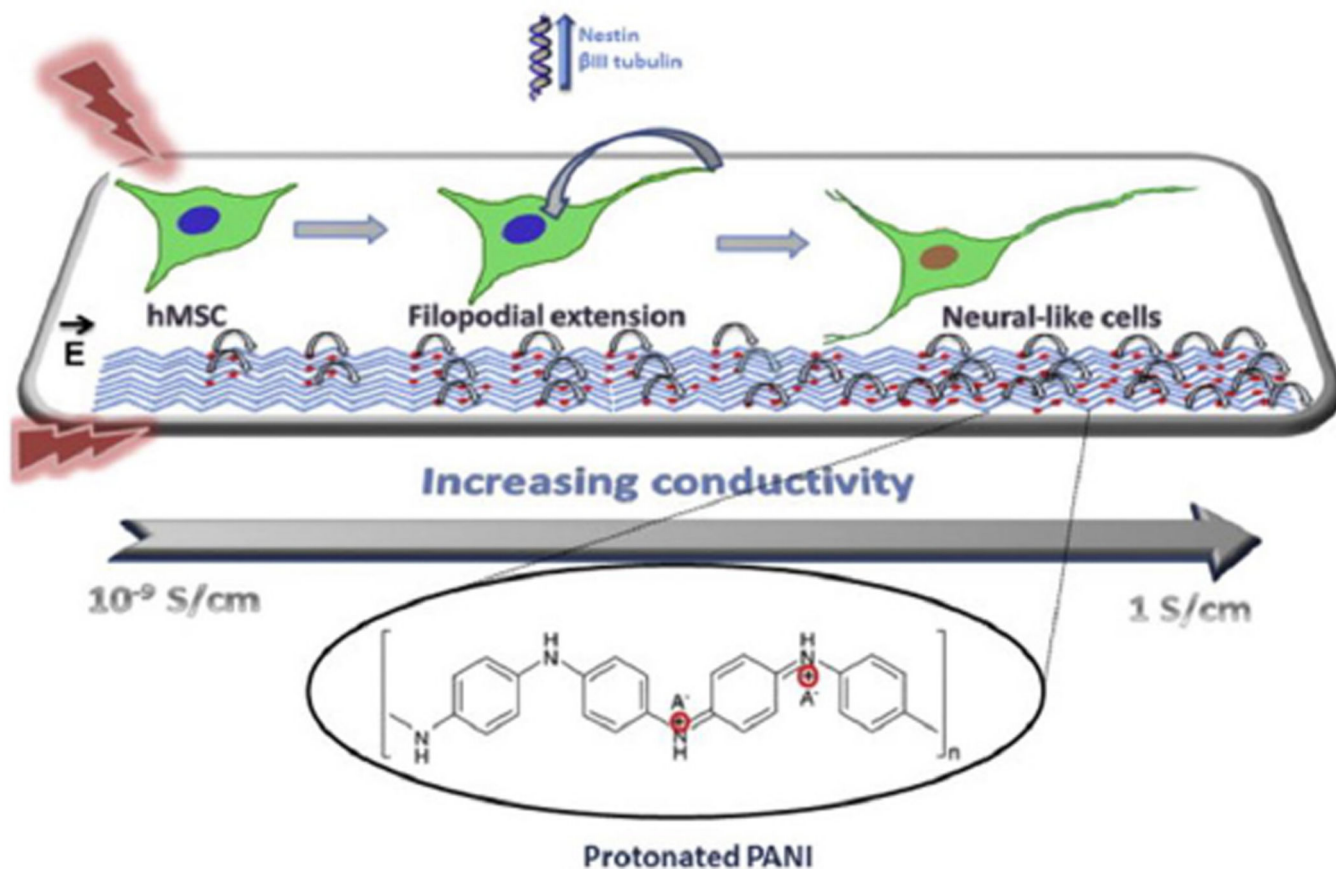 Nestin
βIII tubulin
hMSC
Filopodial extension
Neural-like cells
E
Increasing conductivity
10⁻⁹ S/cm
1 S/cm
H
N
A⁻
+
N
H
H
N
+
A⁻
N
H
n
Protonated PANI